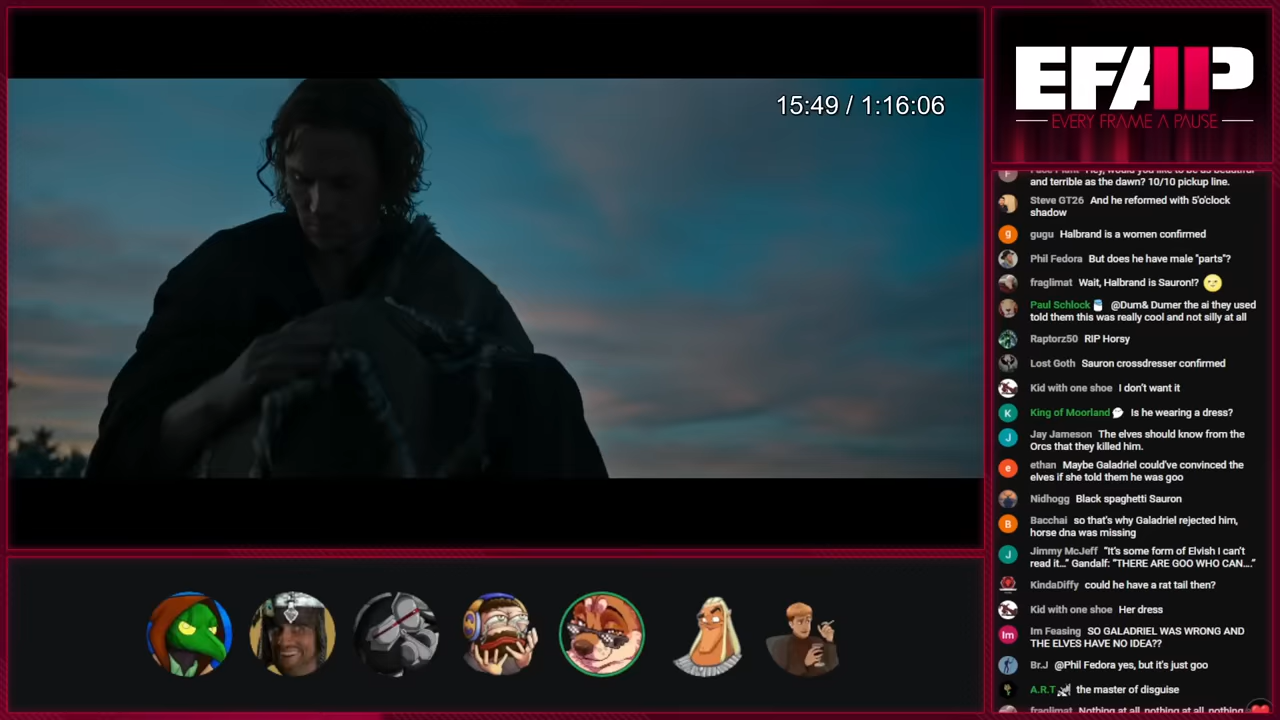 15:49 / 1:16:06
EFAP
EVERY FRAME A PAUSE
and terrible as the dawn? 10/10 pickup line.
Steve GT26 And he reformed with 5'o'clock
shadow
gugu Halbrand is a women confirmed
Phil Fedora But does he have male "parts"?
fraglimat Wait, Halbrand is Sauron!?
Paul Schlock @Dum& Dumer the ai they used
told them this was really cool and not silly at all
Raptorz50 RIP Horsy
Lost Goth Sauron crossdresser confirmed
Kid with one shoe I don't want it
King of Moorland Is he wearing a dress?
Jay Jameson The elves should know from the
Orcs that they killed him.
ethan Maybe Galadriel could've convinced the
elves if she told them he was goo
Nidhogg Black spaghetti Sauron
Bacchai so that's why Galadriel rejected him,
horse dna was missing
Jimmy McJeff "It's some form of Elvish I can't
read it..." Gandalf: "THERE ARE GOO WHO CAN...."
KindaDiffy could he have a rat tail then?
Kid with one shoe Her dress
Im Feasing SO GALADRIEL WAS WRONG AND
THE ELVES HAVE NO IDEA??
Br.J @Phil Fedora yes, but it's just goo
A.R.T the master of disguise
fraglimat Nothing at all, nothing at all, nothing